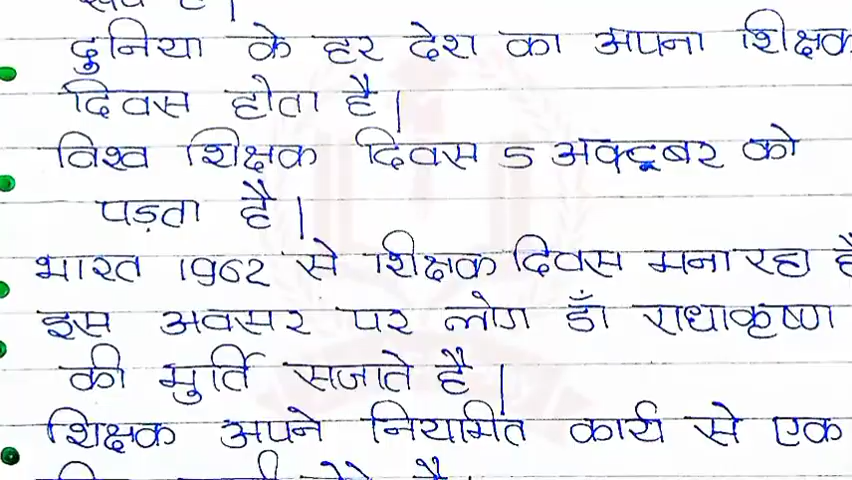 दुनिया के हर देश का अपना शिक्षक
दिवस होता है।
विश्व शिक्षक दिवस 5 अक्टूबर को
पड़ता है।
भारत 1962 से शिक्षक दिवस मना रहा है
इस अवसर पर लोग डॉं राधाकृष्ण
की मुर्ति सजाते है।
शिक्षक अपने नियमित कार्य से एक